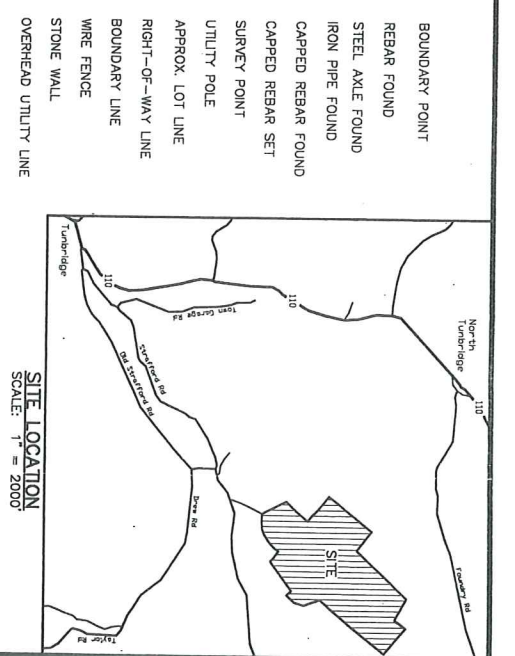 BOUNDARY POINT
REBAR FOUND
STEEL AXLE FOUND
IRON PIPE FOUND
CAPPED REBAR FOUND
CAPPED REBAR SET
SURVEY POINT
UTILITY POLE
APPROX. LOT LINE
RIGHT-OF-WAY LINE
BOUNDARY LINE
WIRE FENCE
STONE WALL
OVERHEAD UTILITY LINE
North
Tunbridge
110
Foundry Rd
110
Town Garage Rd
SITE
110
Tunbridge
Strafford Rd
Old Strafford Rd
Drew Rd
Taylor Rd
SITE LOCATION
SCALE: 1" = 2000'